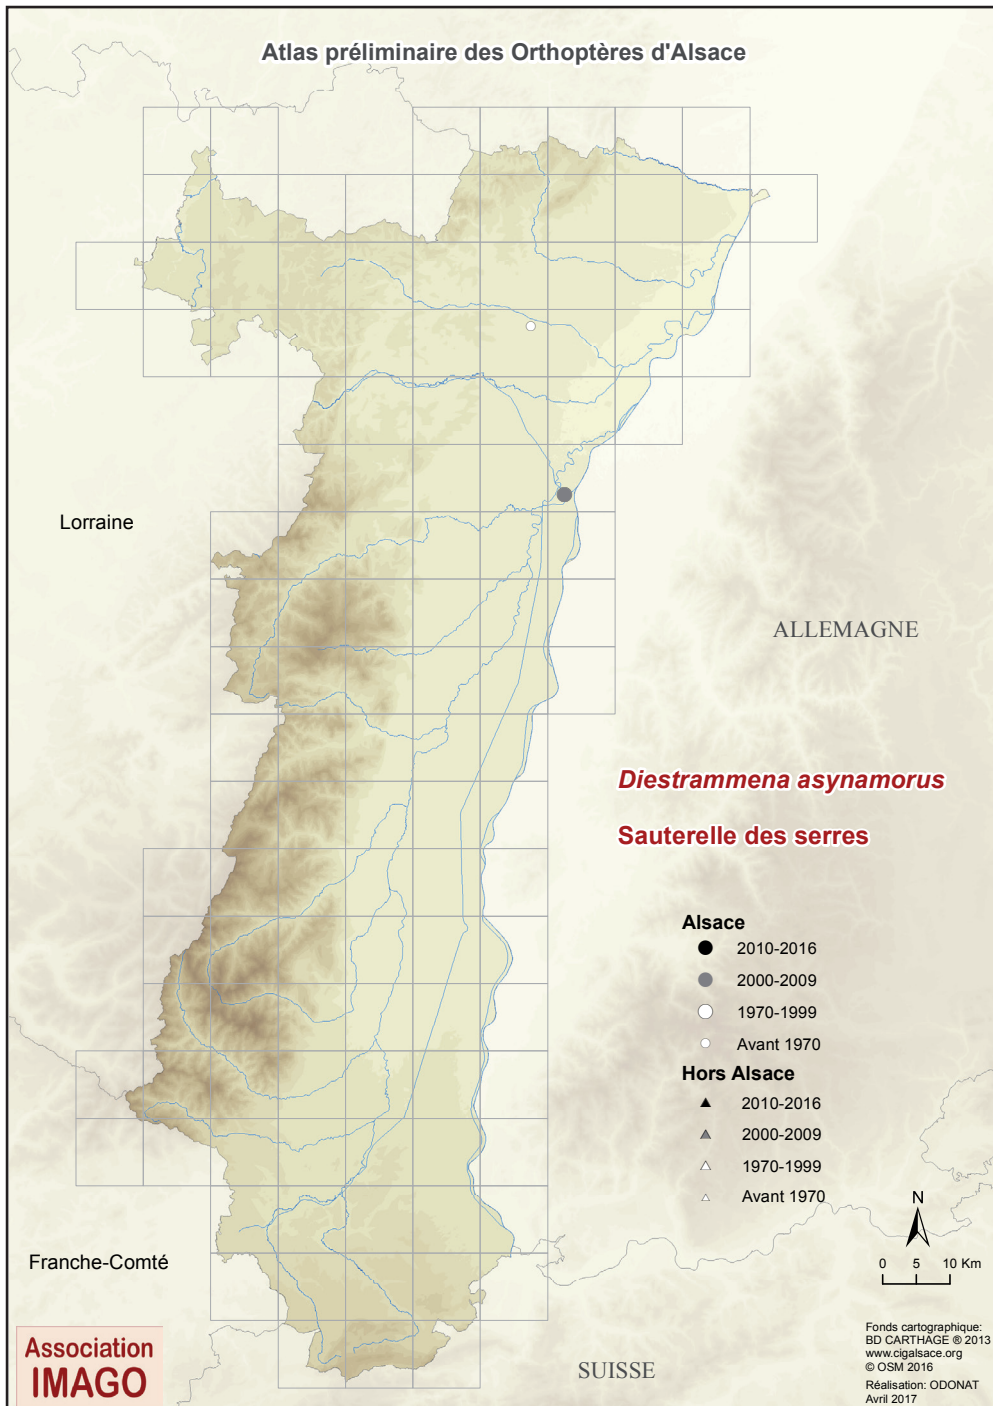 Atlas préliminaire des Orthoptères d'Alsace
Lorraine
ALLEMAGNE
Diestrammena asynamorus
Sauterelle des serres
Alsace
2010-2016
2000-2009
1970-1999
Avant 1970
Hors Alsace
2010-2016
2000-2009
1970-1999
Avant 1970
N
0 5 10 Km
Franche-Comté
SUISSE
Association
IMAGO
Fonds cartographique:
BD CARTHAGE ® 2013
www.cigalsace.org
© OSM 2016
Réalisation: ODONAT
Avril 2017